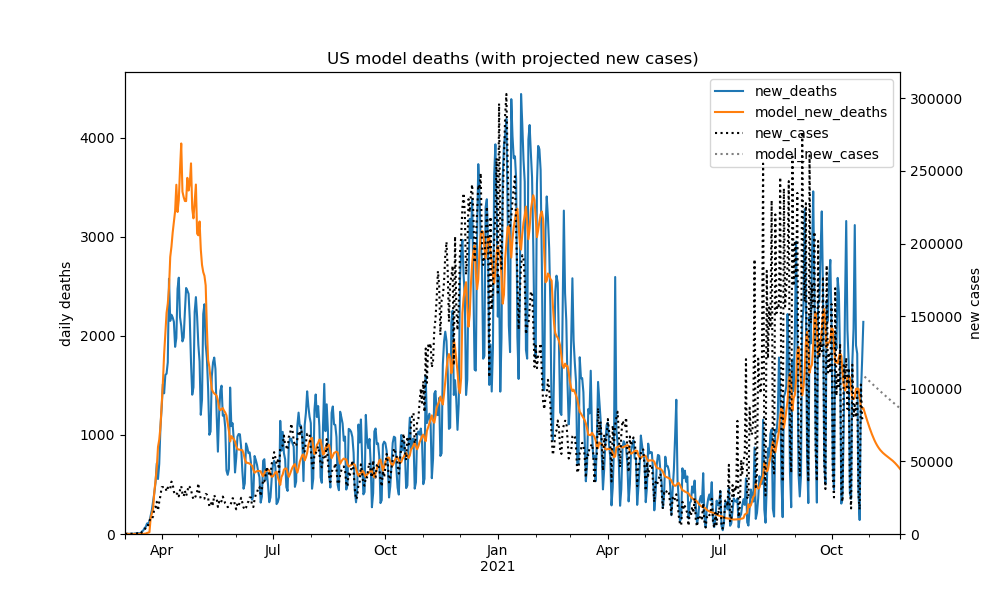 US model deaths (with projected new cases)
new_deaths
model_new_deaths
new_cases
model_new_cases
daily deaths
new cases
4000
3000
2000
1000
0
300000
250000
200000
150000
100000
50000
0
Apr
Jul
Oct
Jan
2021
Apr
Jul
Oct